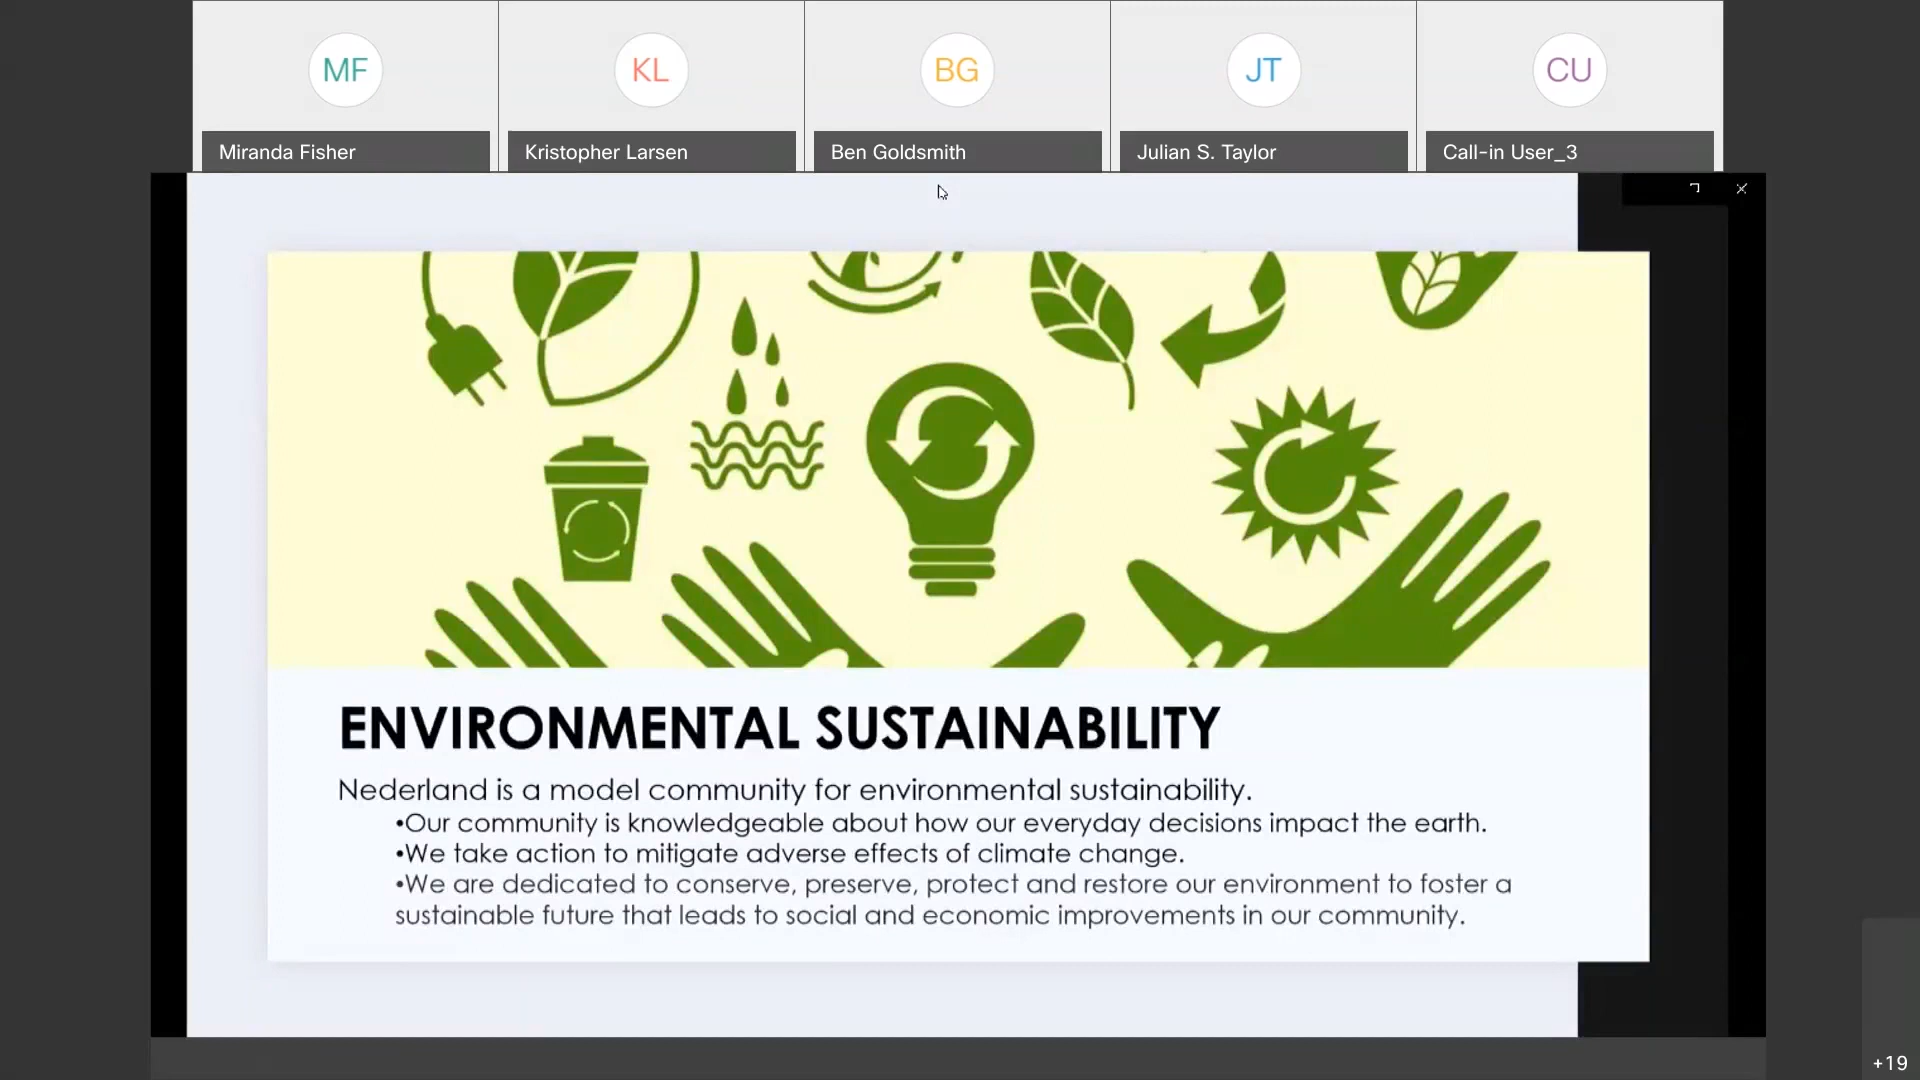 MF
KL
BG
JT
CU
Miranda Fisher
Kristopher Larsen
Ben Goldsmith
Julian S. Taylor
Call-in User_3
ENVIRONMENTAL SUSTAINABILITY
Nederland is a model community for environmental sustainability.
•Our community is knowledgeable about how our everyday decisions impact the earth.
•We take action to mitigate adverse effects of climate change.
•We are dedicated to conserve, preserve, protect and restore our environment to foster a
sustainable future that leads to social and economic improvements in our community.
+19